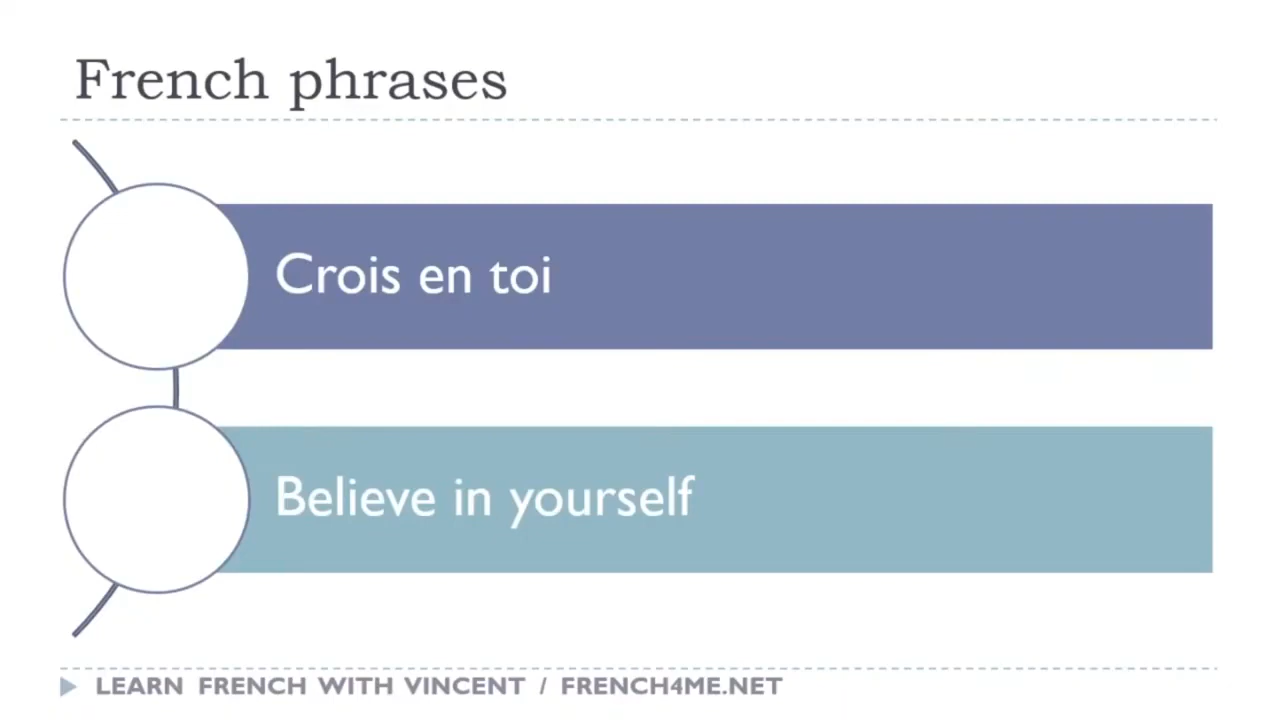 French phrases
Crois en toi
Believe in yourself
LEARN FRENCH WITH VINCENT / FRENCH4ME.NET